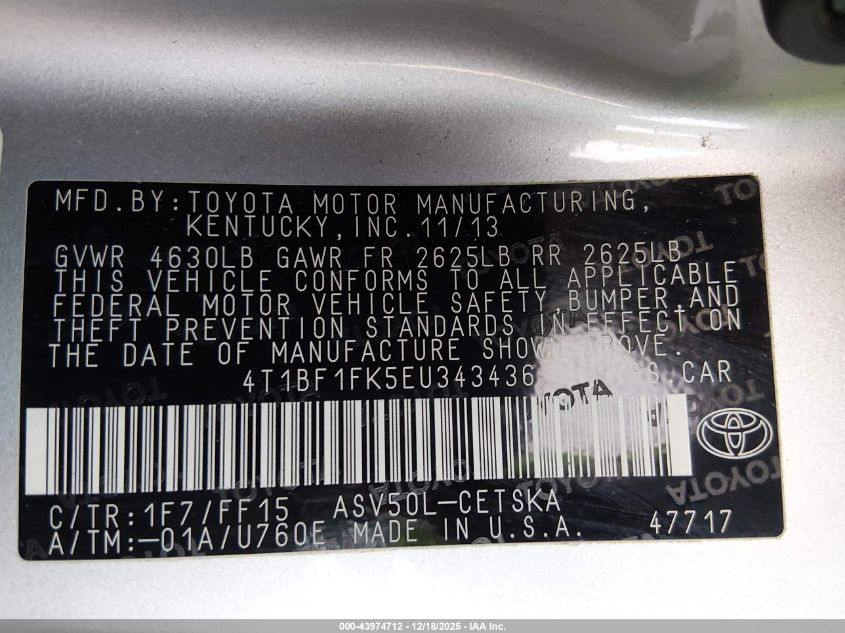 MFD.BY:TOYOTA MOTOR MANUFACTURING,
KENTUCKY,INC.11/13
GVWR 4630LB GAWR FR 2625LB RR 2625LB
THIS VEHICLE CONFORMS TO ALL APPLICABLE
FEDERAL MOTOR VEHICLE SAFETY,BUMPER,AND
THEFT PREVENTION STANDARDS IN EFFECT ON
THE DATE OF MANUFACTURE SHOWN ABOVE.
4T1BF1FK5EU343436 CAR
TOYOTA
C/TR:1F7/FF15 ASV50L-CETSKA
A/TM:-01A/U760E MADE IN U.S.A. 47717
000-43974712 - 12/18/2025 - IAA Inc.